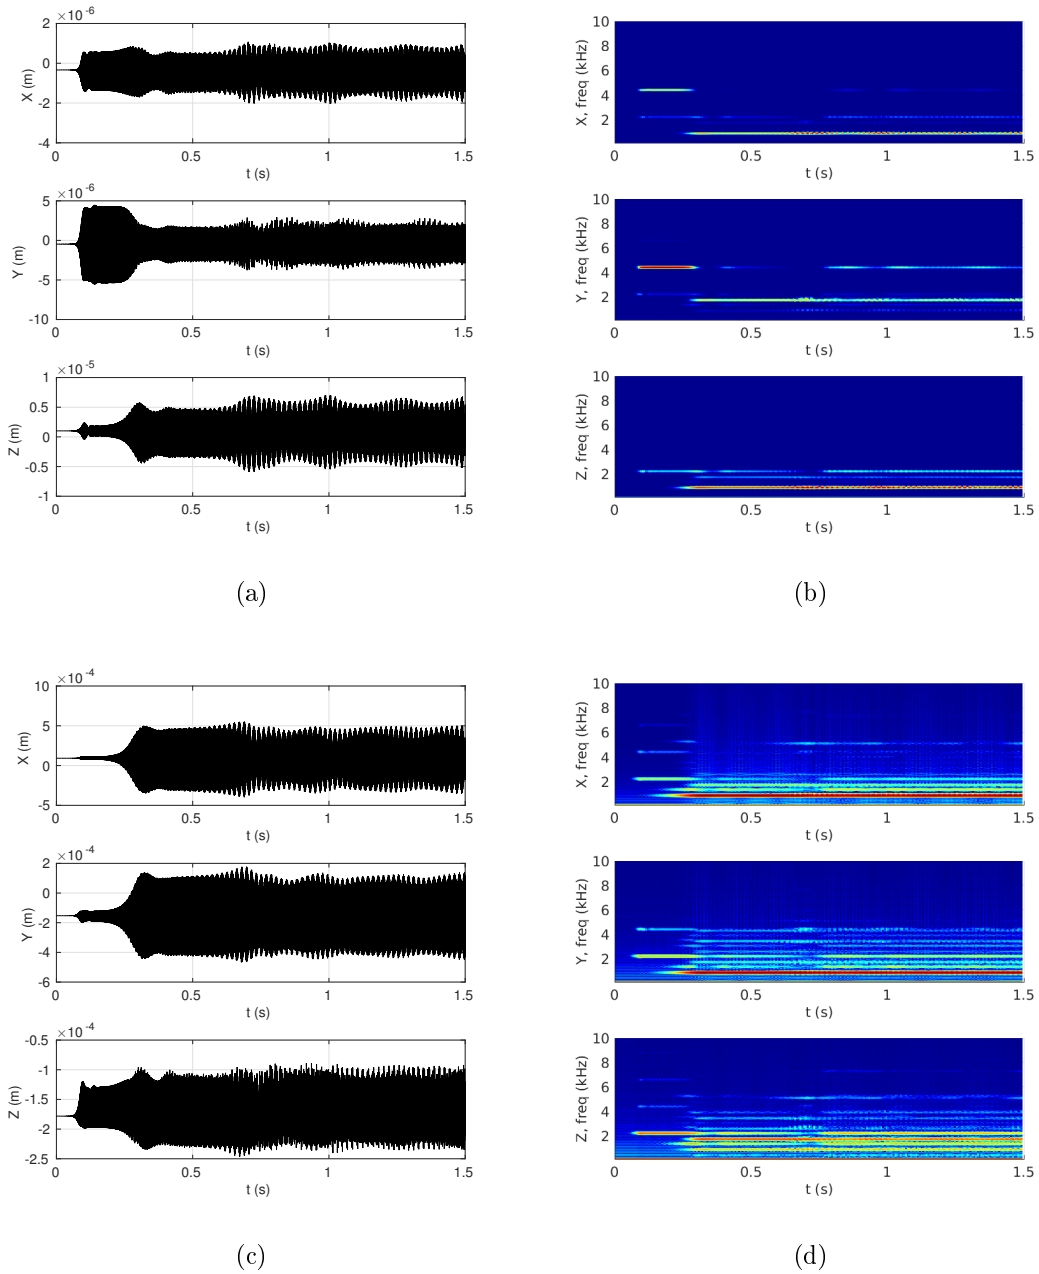 ×10 -6
2
0
-2
-4
X (m)
0 0.5 1 1.5
t (s)
10
8
6
4
2
X, freq (kHz)
0 0.5 1 1.5
t (s)
×10 -6
5
0
-5
-10
Y (m)
0 0.5 1 1.5
t (s)
10
8
6
4
2
Y, freq (kHz)
0 0.5 1 1.5
t (s)
×10 -5
1
0.5
0
-0.5
-1
Z (m)
0 0.5 1 1.5
t (s)
10
8
6
4
2
Z, freq (kHz)
0 0.5 1 1.5
t (s)
(a) (b)
×10 -4
10
5
0
-5
X (m)
0 0.5 1 1.5
t (s)
10
8
6
4
2
X, freq (kHz)
0 0.5 1 1.5
t (s)
×10 -4
2
0
-2
-4
-6
Y (m)
0 0.5 1 1.5
t (s)
10
8
6
4
2
Y, freq (kHz)
0 0.5 1 1.5
t (s)
×10 -4
-0.5
-1
-1.5
-2
-2.5
Z (m)
0 0.5 1 1.5
t (s)
10
8
6
4
2
Z, freq (kHz)
0 0.5 1 1.5
t (s)
(c) (d)